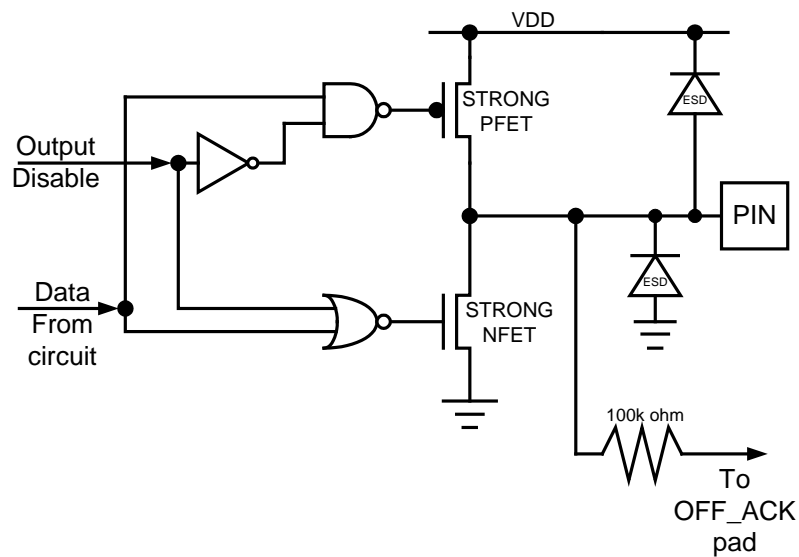 VDD
STRONG
PFET
ESD
Output
Disable
PIN
ESD
Data
From
circuit
STRONG
NFET
100k ohm
To
OFF_ACK
pad